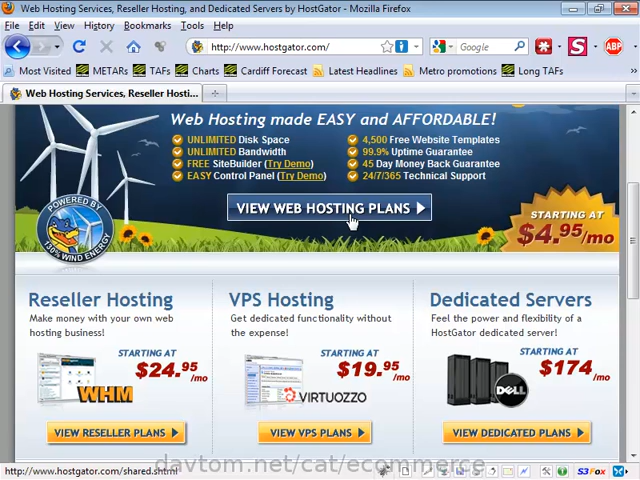 Web Hosting Services, Reseller Hosting, and Dedicated Servers by HostGator - Mozilla Firefox
File Edit View History Bookmarks Tools Help
http://www.hostgator.com/
Google
S
ABP
Most Visited METARs TAFs Charts Cardiff Forecast Latest Headlines Metro promotions Long TAFs
Web Hosting Services, Reseller Hosti...
Web Hosting made EASY and AFFORDABLE!
UNLIMITED Disk Space
UNLIMITED Bandwidth
FREE SiteBuilder (Try Demo)
EASY Control Panel (Try Demo)
4,500 Free Website Templates
99.9% Uptime Guarantee
45 Day Money Back Guarantee
24/7/365 Technical Support
VIEW WEB HOSTING PLANS
POWERED BY
130% WIND ENERGY
STARTING AT
$4.95/mo
Reseller Hosting
Make money with your own web
hosting business!
STARTING AT
$24.95
/mo
WHM
VIEW RESELLER PLANS
VPS Hosting
Get dedicated functionality without
the expense!
STARTING AT
$19.95
/mo
VIRTUOZZO
VIEW VPS PLANS
Dedicated Servers
Feel the power and flexibility of a
HostGator dedicated server!
STARTING AT
$174
/mo
DELL
VIEW DEDICATED PLANS
http://www.hostgator.com/shared.shtml
S3Fox
davtom.net/cat/ecommerce